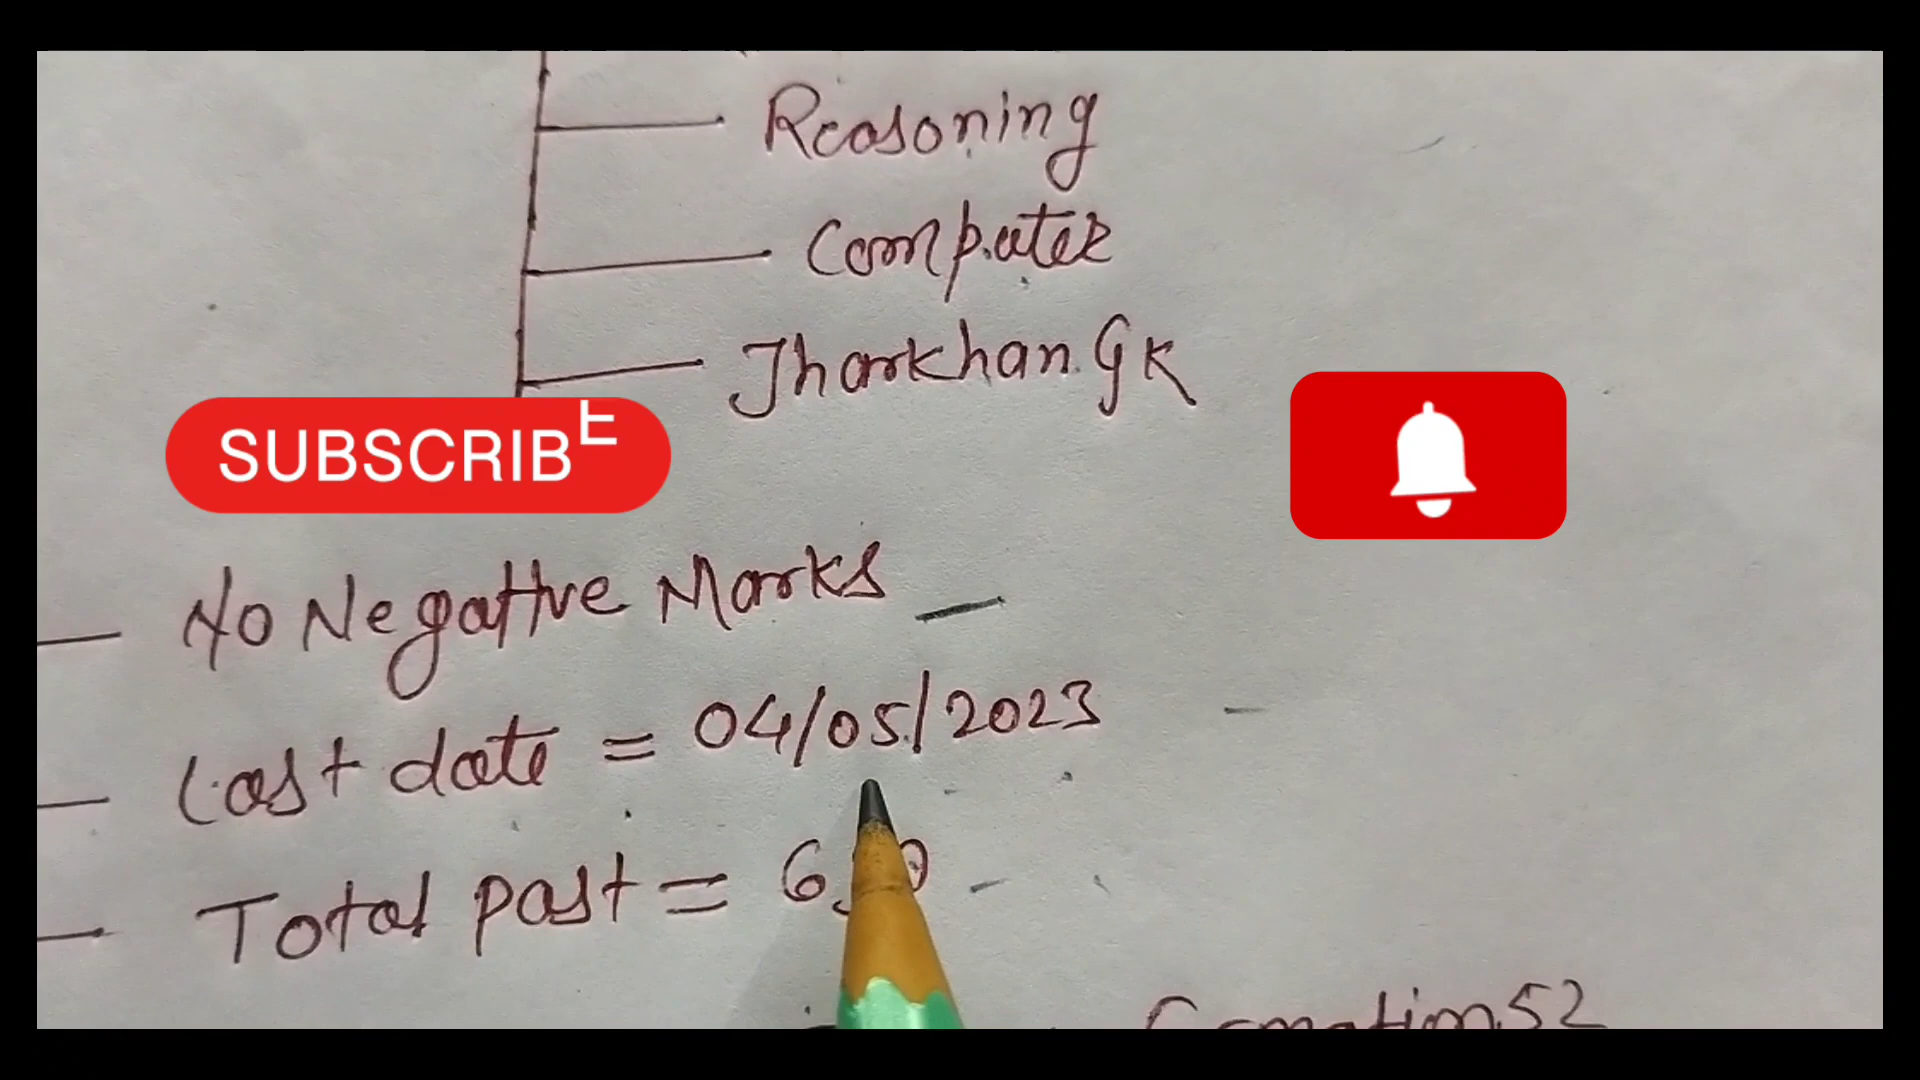 Reasoning
Computer
Jharkhan GK
SUBSCRIBE
No Negative Marks
Last date = 04/05/2023
Total post =